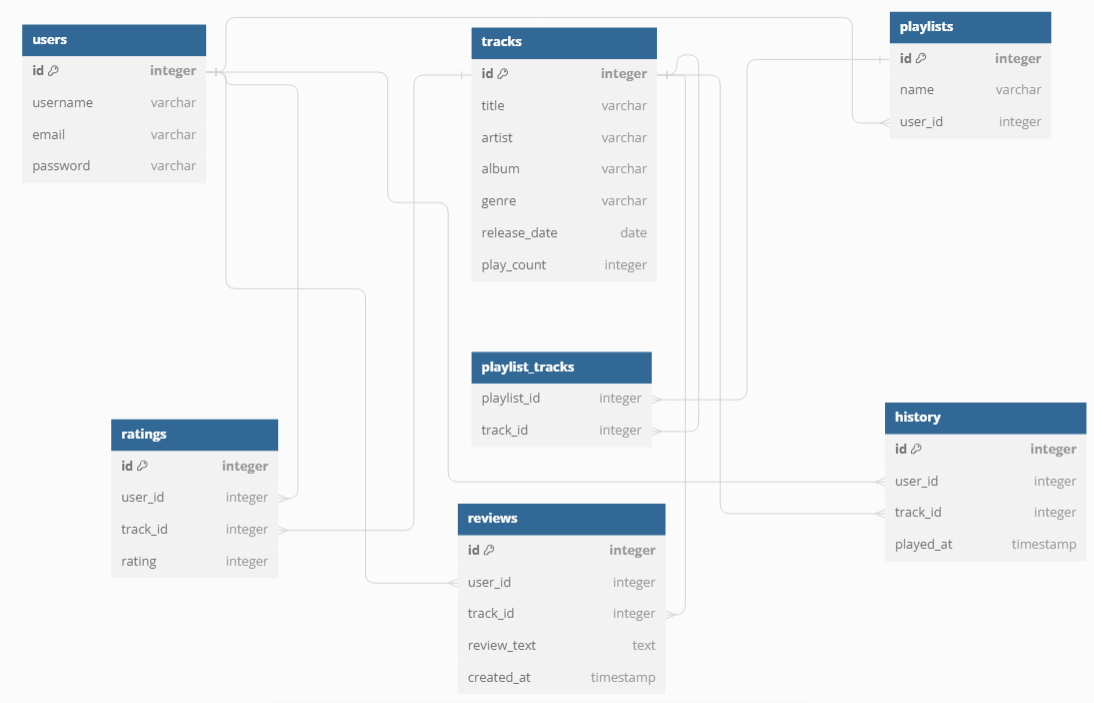 users
id integer
username varchar
email varchar
password varchar
tracks
id integer
title varchar
artist varchar
album varchar
genre varchar
release_date date
play_count integer
playlists
id integer
name varchar
user_id integer
playlist_tracks
playlist_id integer
track_id integer
ratings
id integer
user_id integer
track_id integer
rating integer
reviews
id integer
user_id integer
track_id integer
review_text text
created_at timestamp
history
id integer
user_id integer
track_id integer
played_at timestamp